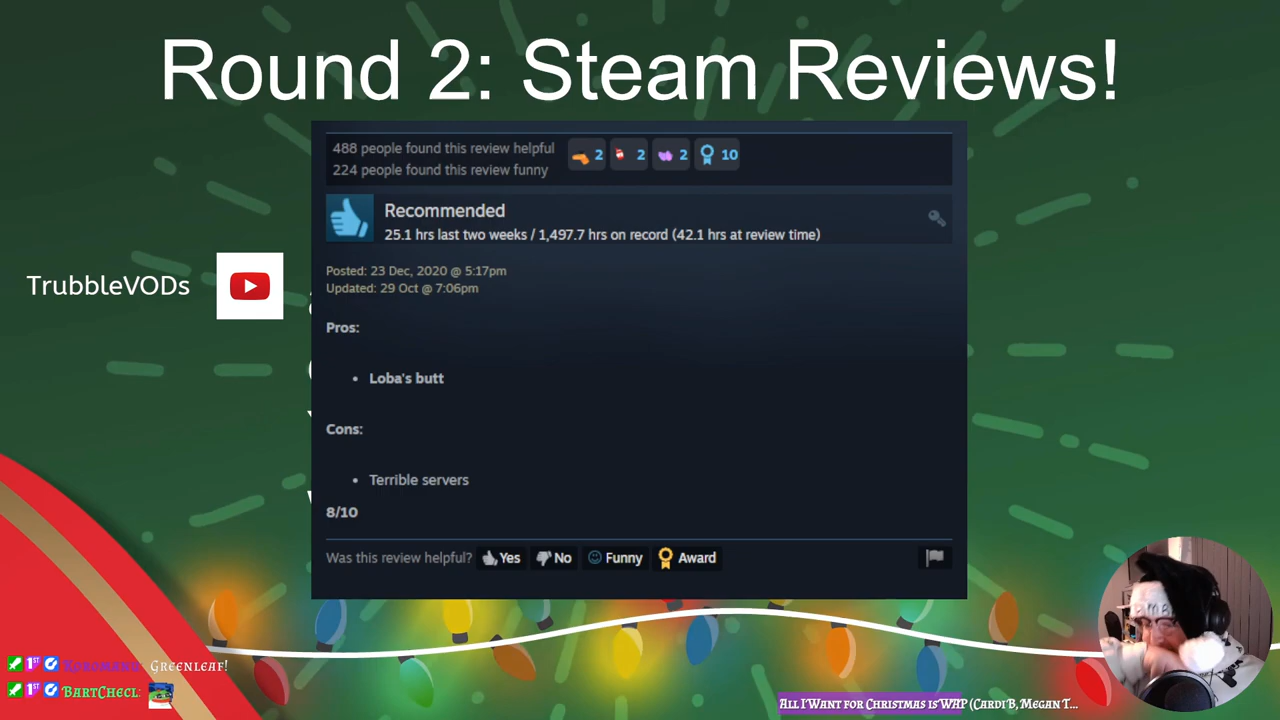 Round 2: Steam Reviews!
488 people found this review helpful
224 people found this review funny
2 2 2 10
Recommended
25.1 hrs last two weeks / 1,497.7 hrs on record (42.1 hrs at review time)
Posted: 23 Dec, 2020 @ 5:17pm
Updated: 29 Oct @ 7:06pm
TrubbleVODs
Pros:
• Loba's butt
Cons:
• Terrible servers
8/10
Was this review helpful? Yes No Funny Award
1ST Greenleaf!
1ST BartChecl:
All I Want for Christmas is WAP (Cardi B, Megan T...